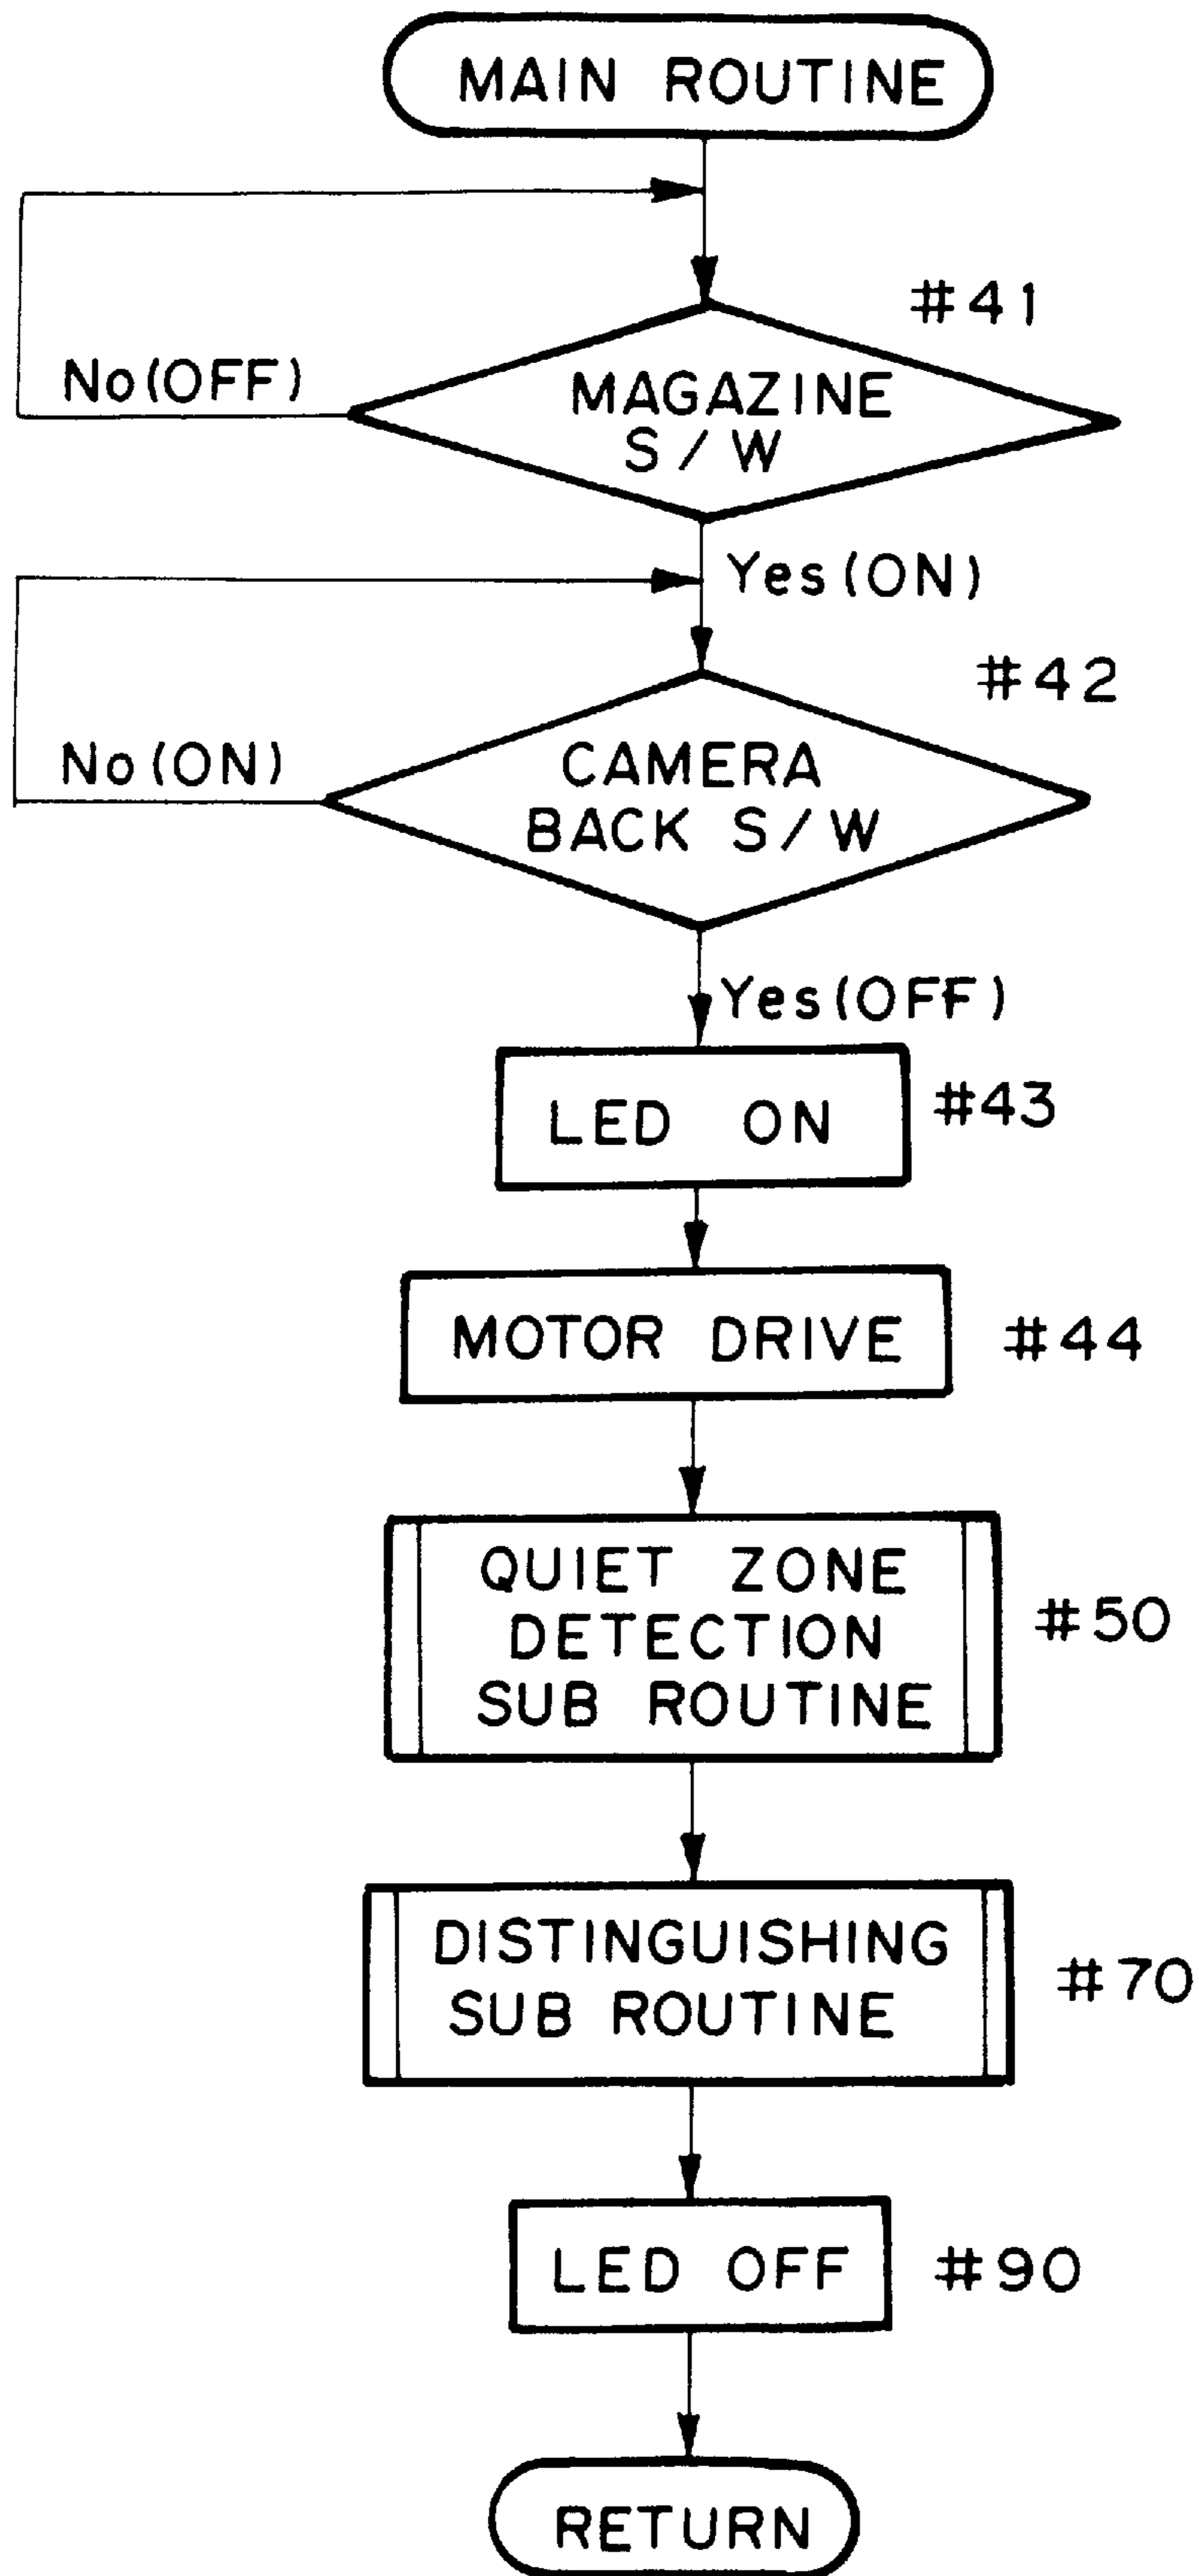 MAIN ROUTINE
#41
No(OFF)
MAGAZINE
S/W
Yes(ON)
#42
No(ON)
CAMERA
BACK S/W
Yes(OFF)
LED ON
#43
MOTOR DRIVE
#44
QUIET ZONE
DETECTION
SUB ROUTINE
#50
DISTINGUISHING
SUB ROUTINE
#70
LED OFF
#90
RETURN